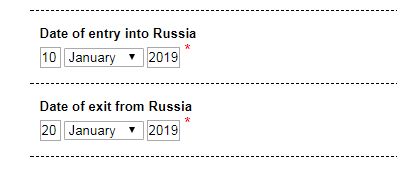 Date of entry into Russia
10 January 2019 *
Date of exit from Russia
20 January 2019 *